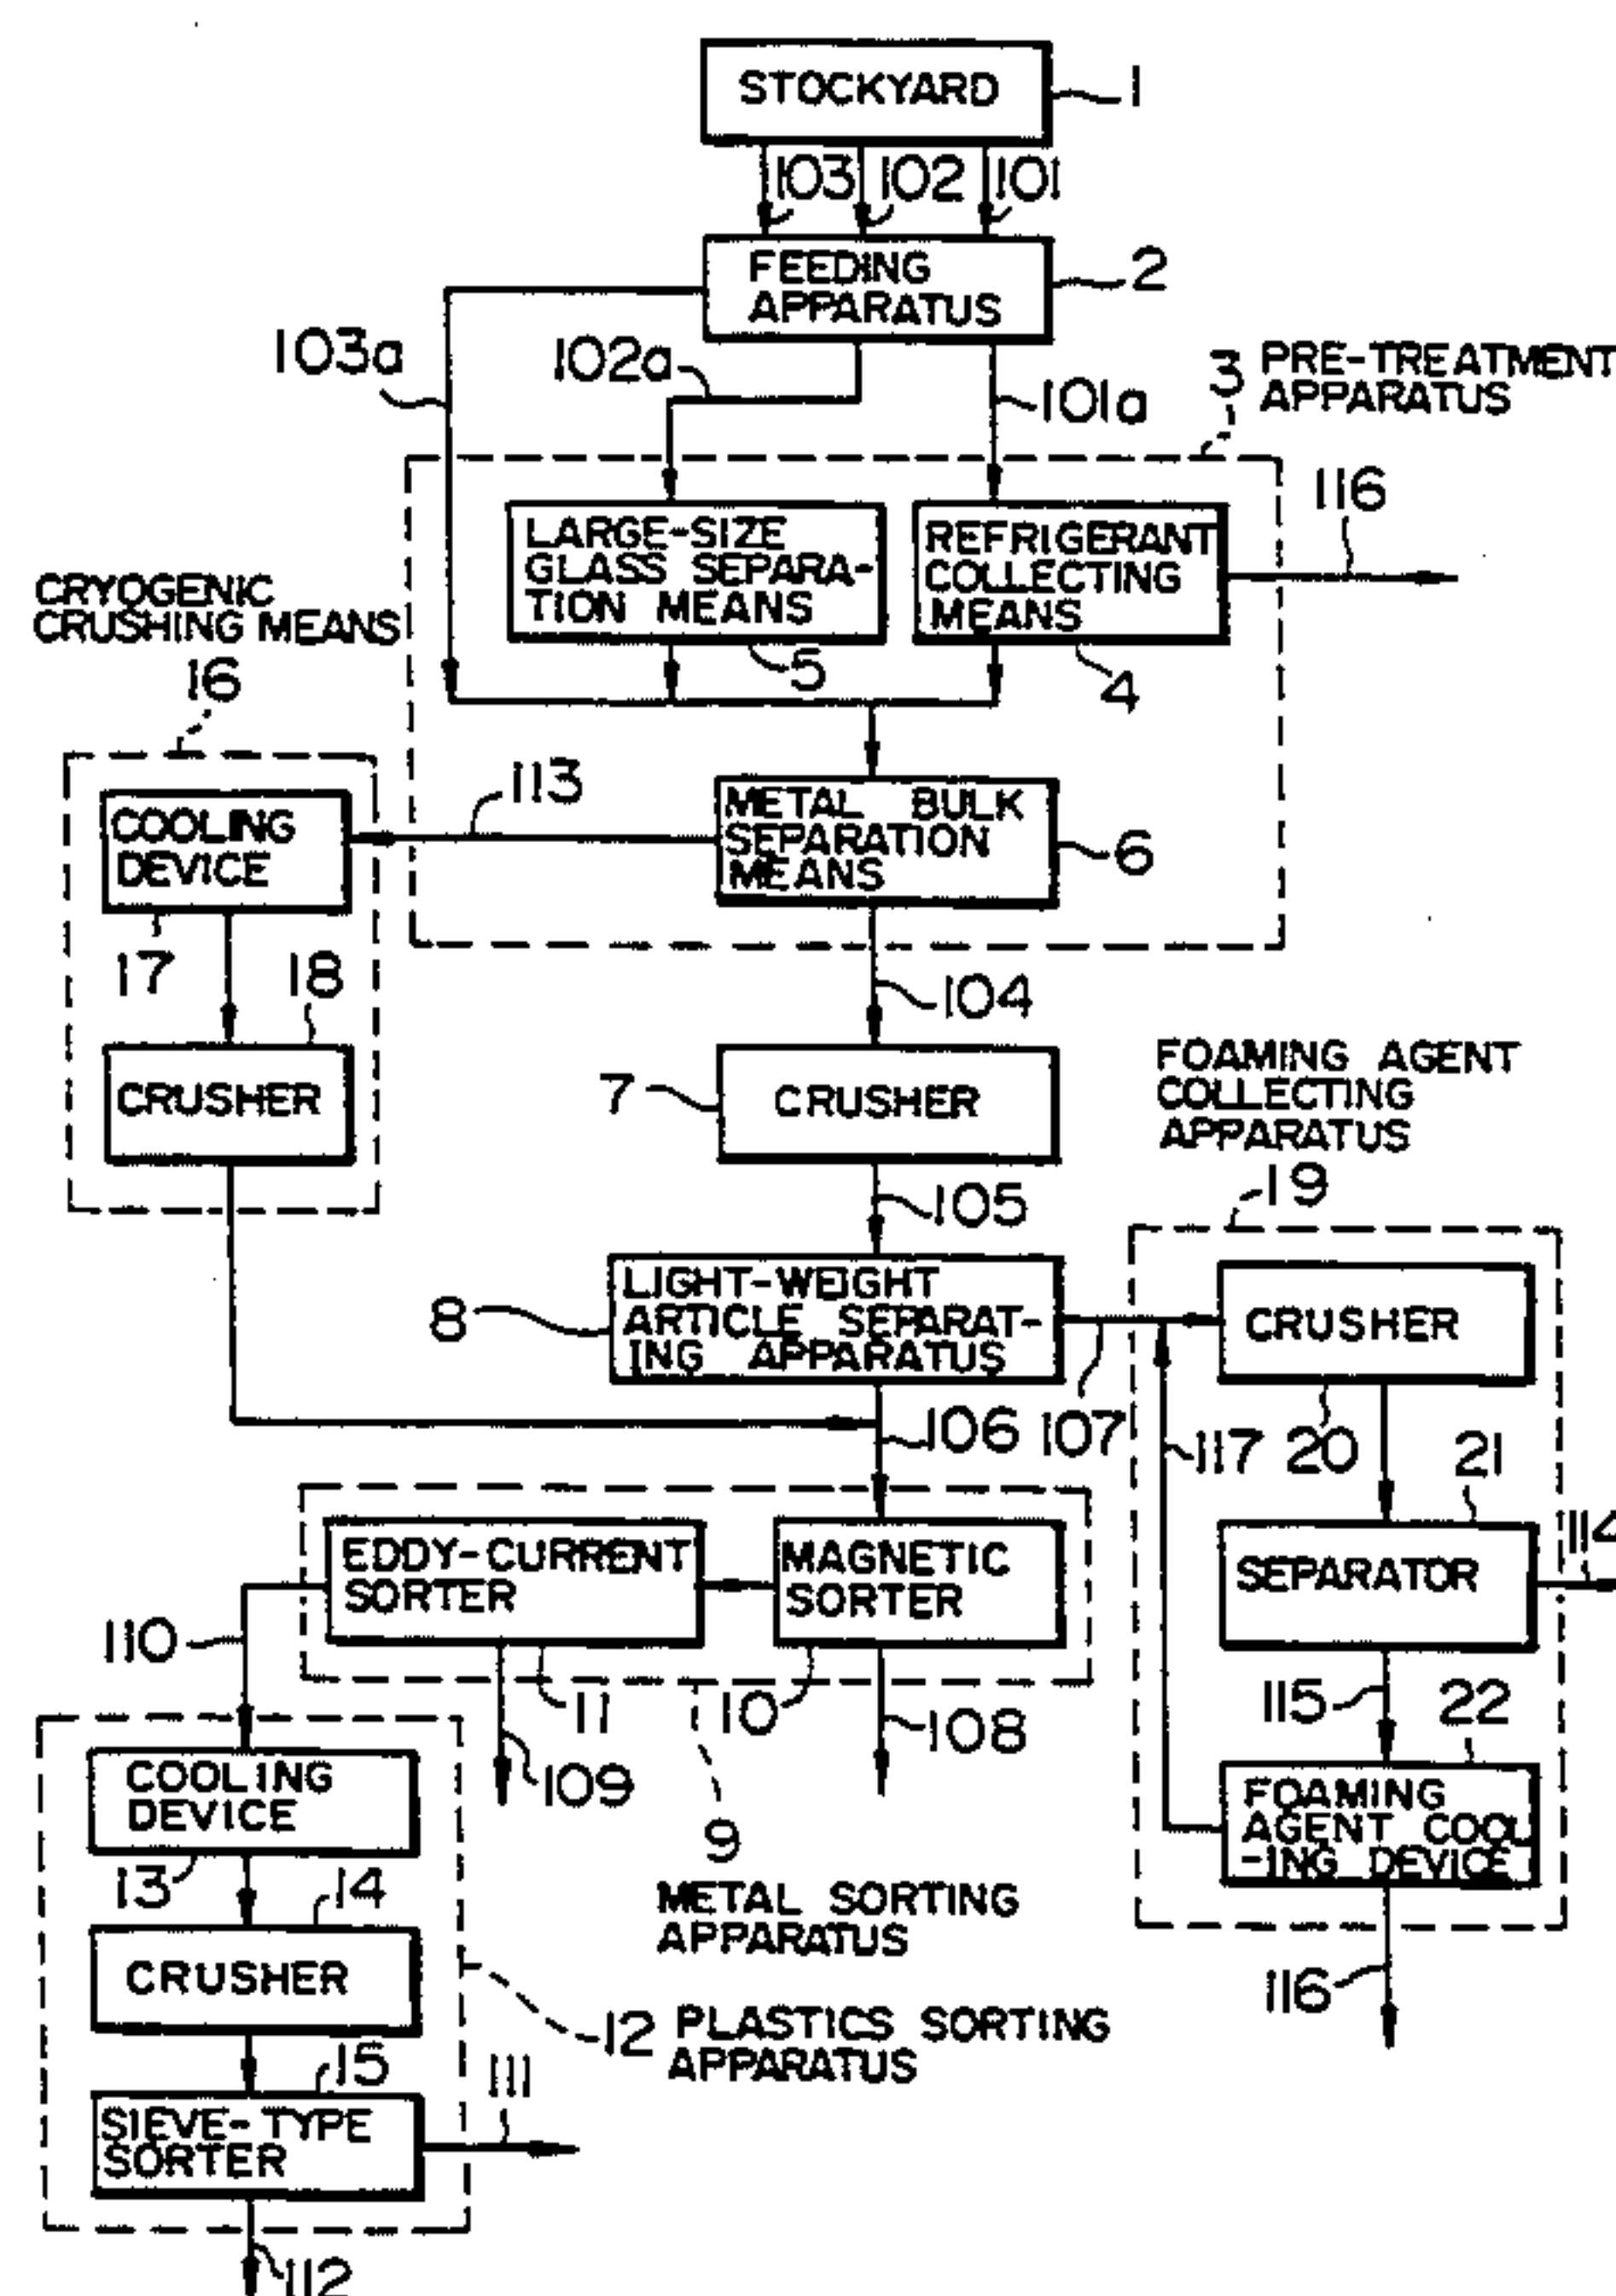 STOCKYARD
1
103 102 101
FEEDING
APPARATUS
2
103a
102a
101a
3 PRE-TREATMENT
APPARATUS
116
LARGE-SIZE
GLASS SEPARA-
TION MEANS
5
REFRIGERANT
COLLECTING
MEANS
4
CRYOGENIC
CRUSHING MEANS
16
113
COOLING
DEVICE
17
METAL BULK
SEPARATION
MEANS
6
18
104
CRUSHER
7
CRUSHER
FOAMING AGENT
COLLECTING
APPARATUS
19
105
8
LIGHT-WEIGHT
ARTICLE SEPARAT-
ING APPARATUS
CRUSHER
106
107
117
20
21
EDDY-CURRENT
SORTER
MAGNETIC
SORTER
SEPARATOR
114
110
11
10
108
109
9
METAL SORTING
APPARATUS
115
22
FOAMING
AGENT COOL
-ING DEVICE
116
COOLING
DEVICE
13
14
CRUSHER
12 PLASTICS SORTING
APPARATUS
15
111
SIEVE-TYPE
SORTER
112